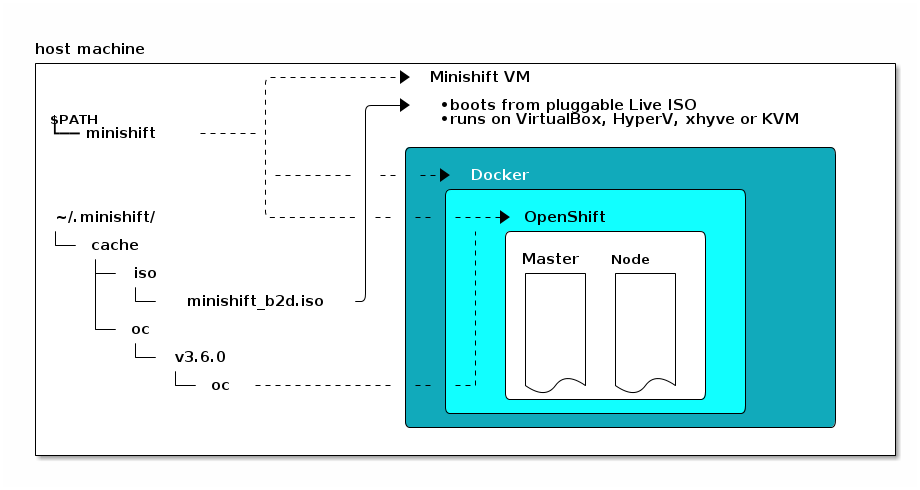 host machine
Minishift VM
•boots from pluggable Live ISO
•runs on VirtualBox, HyperV, xhyve or KVM
$PATH
minishift
Docker
~/.minishift/
OpenShift
cache
Master
Node
iso
minishift_b2d.iso
oc
v3.6.0
oc